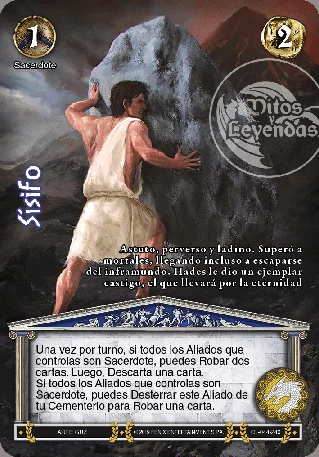 1
2
Sacerdote
Mitos
y
Leyendas
Sísifo
Astuto, perverso y ladino. Superó a
mortales, llegando incluso a escaparse
del inframundo. Hades le dio un ejemplar
castigo, el que llevará por la eternidad
Una vez por turno, si todos los Aliados que
controlas son Sacerdote, puedes Robar dos
cartas. Luego, Descarta una carta.
Si todos los Aliados que controlas son
Sacerdote, puedes Desterrar este Aliado de
tu Cementerio para Robar una carta.